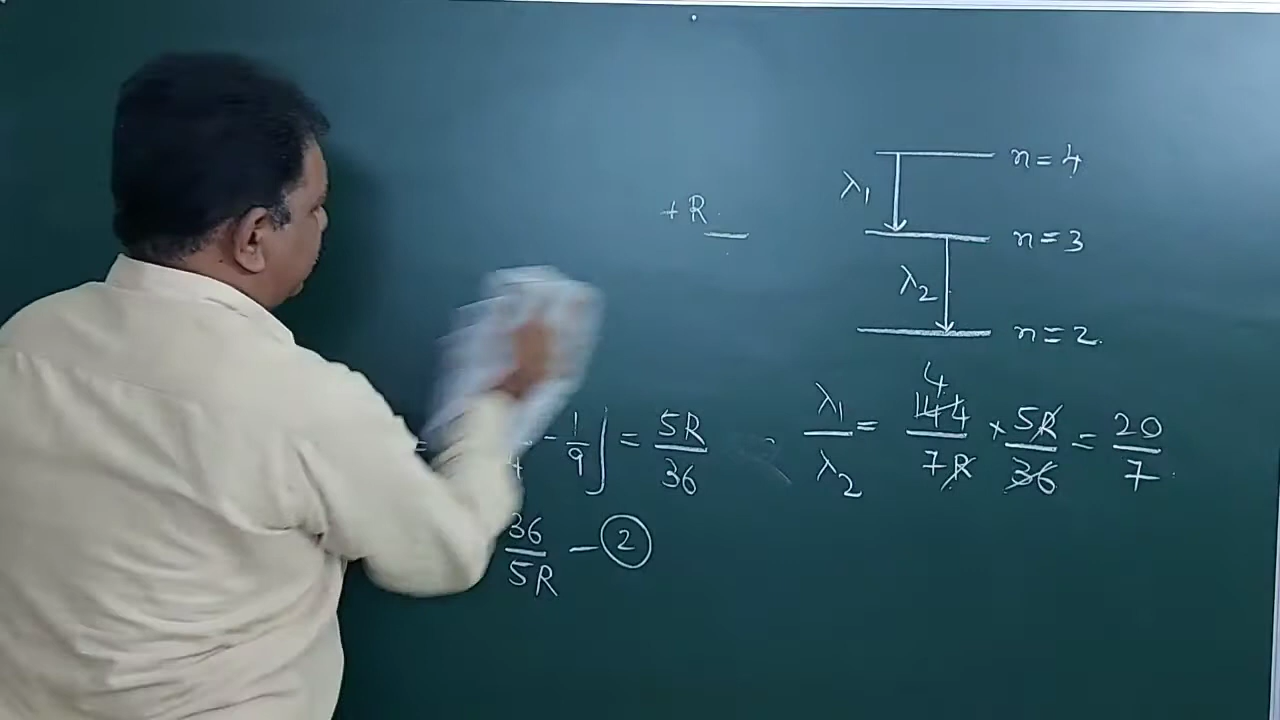 n=4
λ1
+ R
n=3
λ2
n=2
= - 1/9] = 5R/36
λ1/λ2 = 144/7R × 5R/36 = 20/7
4
36/5R - ②